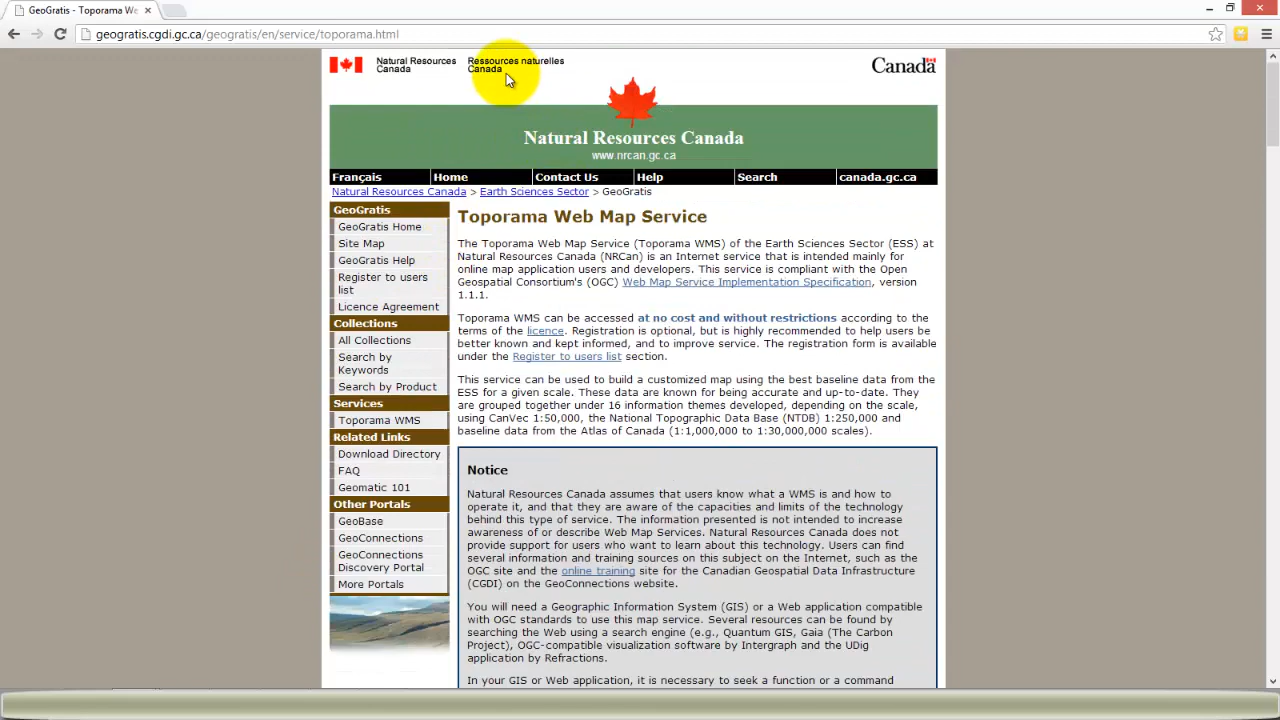 GeoGratis - Toporama We
geogratis.cgdi.gc.ca/geogratis/en/service/toporama.html
Natural Resources Canada
Ressources naturelles Canada
Canada
Natural Resources Canada
www.nrcan.gc.ca
Français Home Contact Us Help Search canada.gc.ca
Natural Resources Canada > Earth Sciences Sector > GeoGratis
GeoGratis
GeoGratis Home
Site Map
GeoGratis Help
Register to users
list
Licence Agreement
Collections
All Collections
Search by
Keywords
Search by Product
Services
Toporama WMS
Related Links
Download Directory
FAQ
Geomatic 101
Other Portals
GeoBase
GeoConnections
GeoConnections
Discovery Portal
More Portals
Toporama Web Map Service
The Toporama Web Map Service (Toporama WMS) of the Earth Sciences Sector (ESS) at
Natural Resources Canada (NRCan) is an Internet service that is intended mainly for
online map application users and developers. This service is compliant with the Open
Geospatial Consortium's (OGC) Web Map Service Implementation Specification, version
1.1.1.
Toporama WMS can be accessed at no cost and without restrictions according to the
terms of the licence. Registration is optional, but is highly recommended to help users be
better known and kept informed, and to improve service. The registration form is available
under the Register to users list section.
This service can be used to build a customized map using the best baseline data from the
ESS for a given scale. These data are known for being accurate and up-to-date. They
are grouped together under 16 information themes developed, depending on the scale,
using CanVec 1:50,000, the National Topographic Data Base (NTDB) 1:250,000 and
baseline data from the Atlas of Canada (1:1,000,000 to 1:30,000,000 scales).
Notice
Natural Resources Canada assumes that users know what a WMS is and how to
operate it, and that they are aware of the capacities and limits of the technology
behind this type of service. The information presented is not intended to increase
awareness of or describe Web Map Services. Natural Resources Canada does not
provide support for users who want to learn about this technology. Users can find
several information and training sources on this subject on the Internet, such as the
OGC site and the online training site for the Canadian Geospatial Data Infrastructure
(CGDI) on the GeoConnections website.
You will need a Geographic Information System (GIS) or a Web application compatible
with OGC standards to use this map service. Several resources can be found by
searching the Web using a search engine (e.g., Quantum GIS, Gaia (The Carbon
Project), OGC-compatible visualization software by Intergraph and the UDig
application by Refractions.
In your GIS or Web application, it is necessary to seek a function or a command